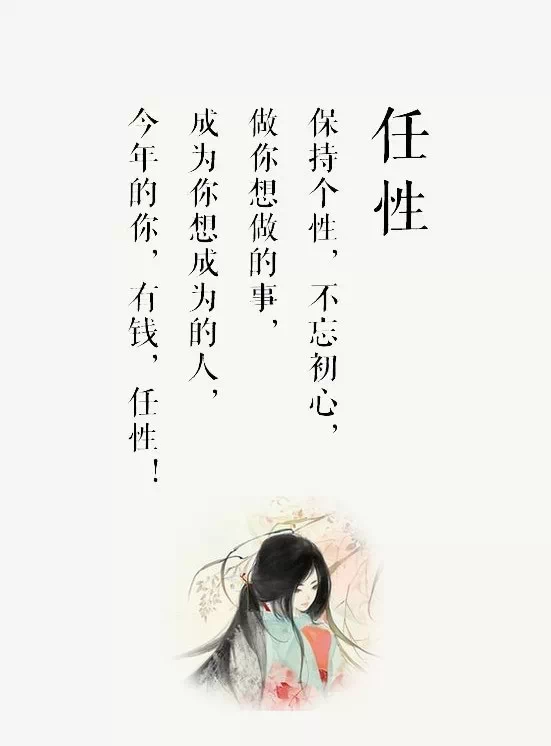 任性
保持个性，不忘初心，
做你想做的事，
成为你想成为的人，
今年的你，有钱，任性！